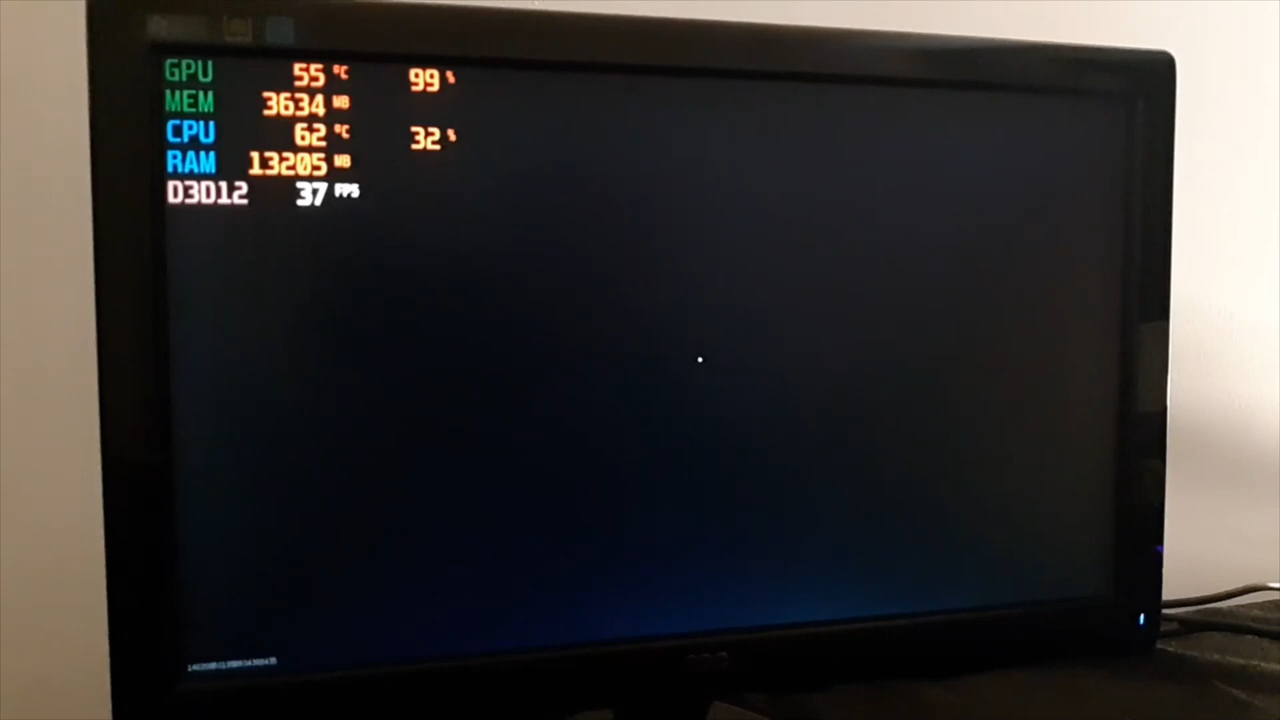 GPU 55 °C 99 %
MEM 3634 MB
CPU 62 °C 32 %
RAM 13205 MB
D3D12 37 FPS